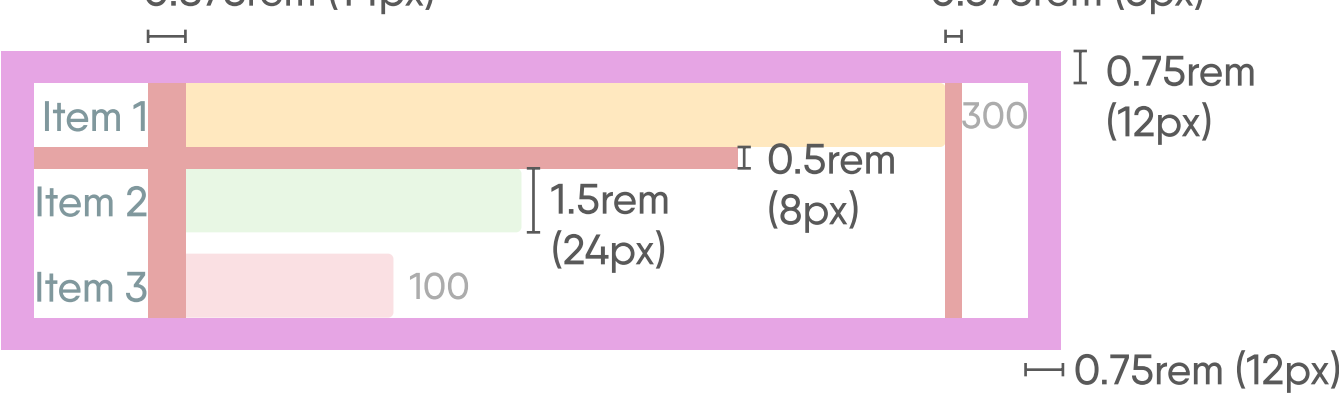 Item 1
300
0.75rem
(12px)
0.5rem
(8px)
Item 2
1.5rem
(24px)
Item 3
100
0.75rem (12px)